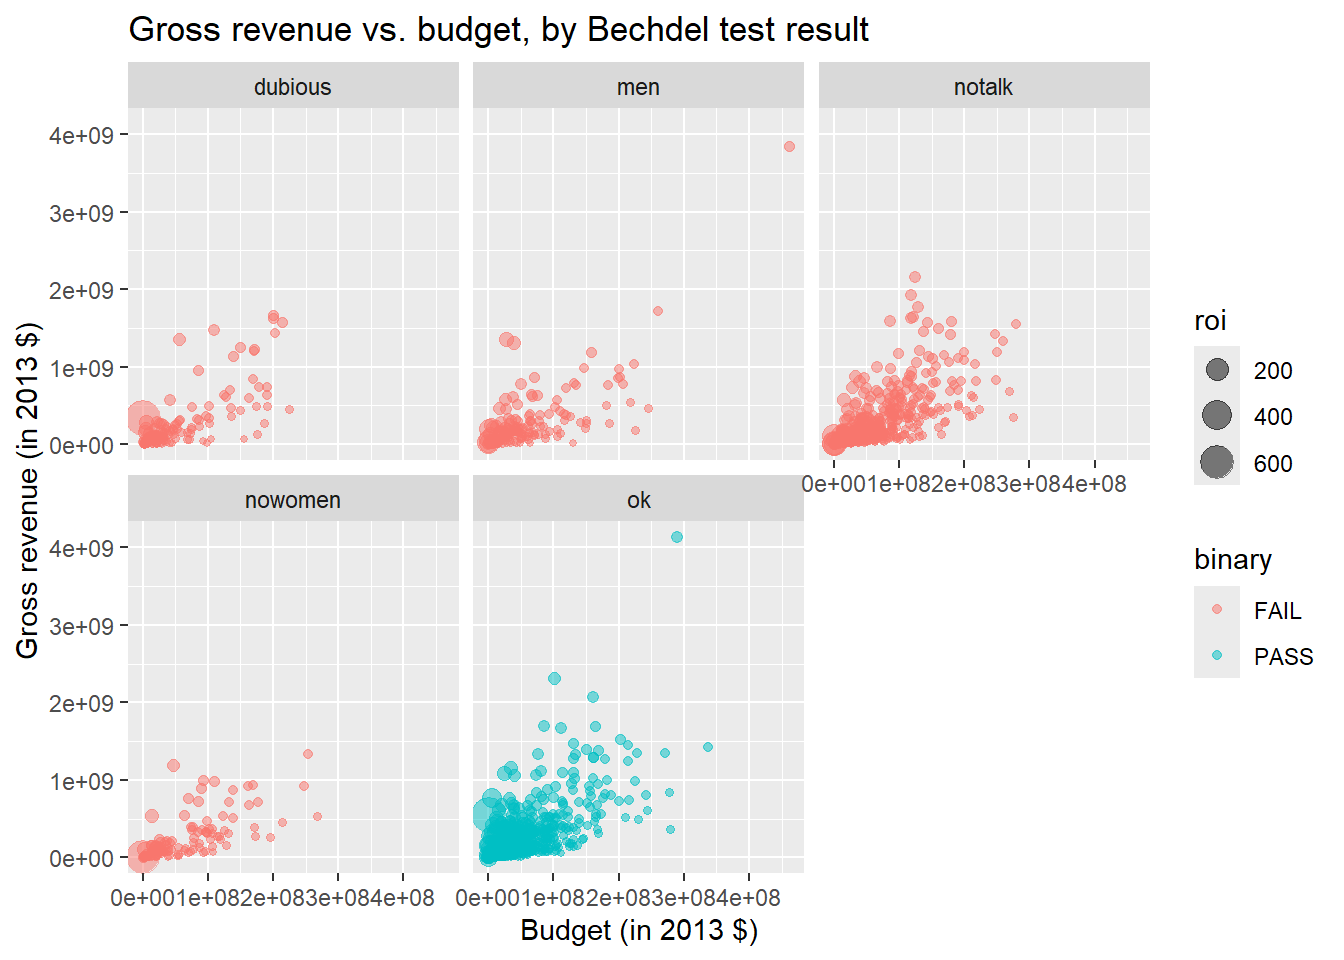 Gross revenue vs. budget, by Bechdel test result
dubious
men
notalk
4e+09
3e+09
2e+09
1e+09
0e+00
0e+001e+082e+083e+084e+08
nowomen
ok
4e+09
3e+09
2e+09
1e+09
0e+00
0e+001e+082e+083e+084e+08
0e+001e+082e+083e+084e+08
Gross revenue (in 2013 $)
Budget (in 2013 $)
roi
200
400
600
binary
FAIL
PASS